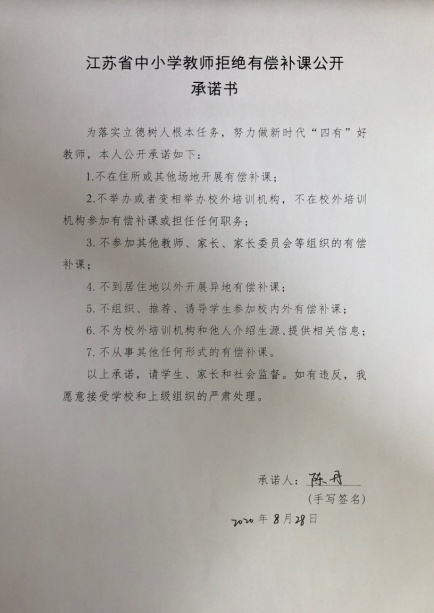 江苏省中小学教师拒绝有偿补课公开
承诺书
为落实立德树人根本任务，努力做新时代“四有”好
教师，本人公开承诺如下：
1.不在住所或其他场地开展有偿补课；
2.不举办或者变相举办校外培训机构，不在校外培训
机构参加有偿补课或担任任何职务；
3.不参加其他教师、家长、家长委员会等组织的有偿
补课；
4.不到居住地以外开展异地有偿补课；
5.不组织、推荐、诱导学生参加校内外有偿补课；
6.不为校外培训机构和他人介绍生源、提供相关信息；
7.不从事其他任何形式的有偿补课。
以上承诺，请学生、家长和社会监督。如有违反，我
愿意接受学校和上级组织的严肃处理。
承诺人：陈丹
(手写签名)
2020年8月28日